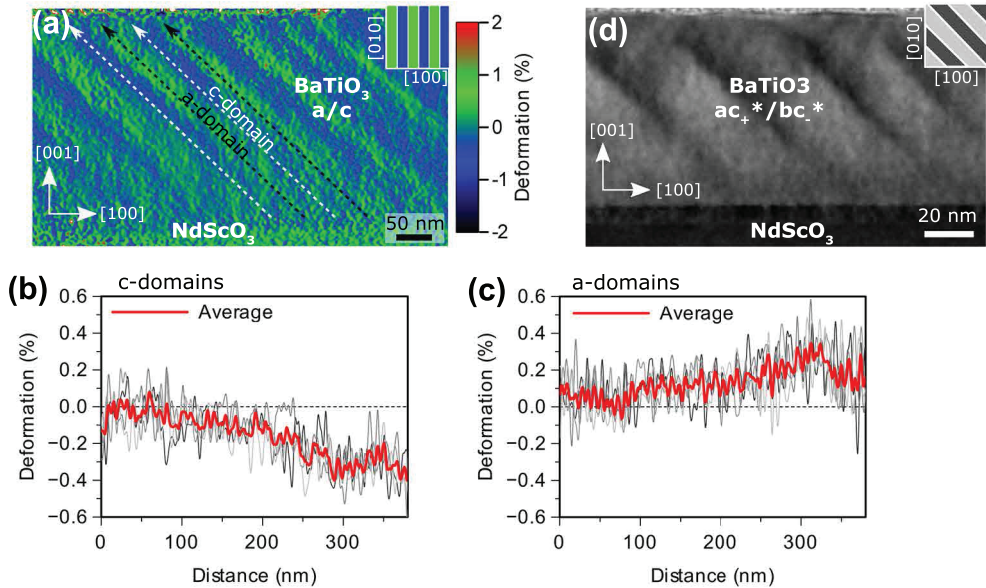 (a)
[010]
[100]
BaTiO₃
a/c
c-domain
a-domain
[001]
[100]
NdScO₃
50 nm
2
1
0
-1
-2
Deformation (%)
(d)
[010]
[100]
BaTiO3
ac₊*/bc₋*
[001]
[100]
NdScO₃
20 nm
(b)
c-domains
Average
0.6
0.4
0.2
0.0
−0.2
−0.4
−0.6
Deformation (%)
0
100
200
300
Distance (nm)
(c)
a-domains
Average
0.6
0.4
0.2
0.0
−0.2
−0.4
−0.6
Deformation (%)
0
100
200
300
Distance (nm)